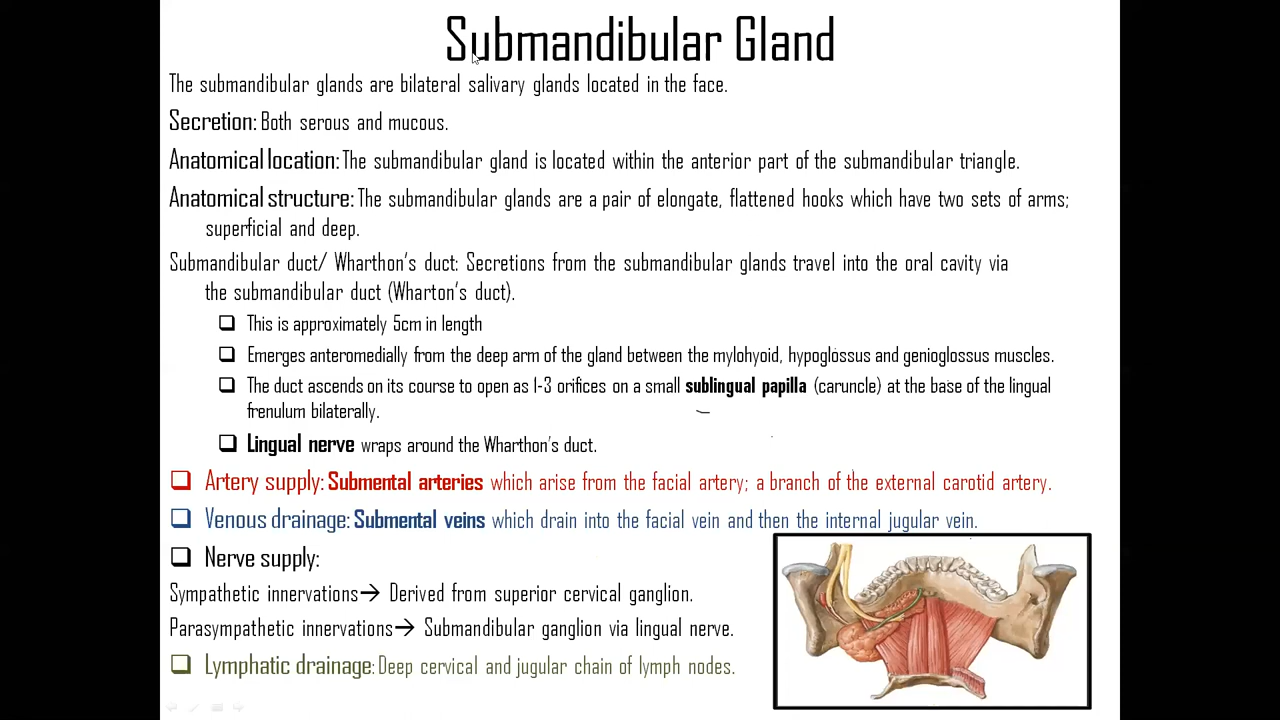 Submandibular Gland
The submandibular glands are bilateral salivary glands located in the face.
Secretion: Both serous and mucous.
Anatomical location: The submandibular gland is located within the anterior part of the submandibular triangle.
Anatomical structure: The submandibular glands are a pair of elongate, flattened hooks which have two sets of arms;
superficial and deep.
Submandibular duct/ Wharthon's duct: Secretions from the submandibular glands travel into the oral cavity via
the submandibular duct (Wharton's duct).
❑ This is approximately 5cm in length
❑ Emerges anteromedially from the deep arm of the gland between the mylohyoid, hypoglossus and genioglossus muscles.
❑ The duct ascends on its course to open as 1-3 orifices on a small sublingual papilla (caruncle) at the base of the lingual
frenulum bilaterally.
❑ Lingual nerve wraps around the Wharthon's duct.
❑ Artery supply: Submental arteries which arise from the facial artery; a branch of the external carotid artery.
❑ Venous drainage: Submental veins which drain into the facial vein and then the internal jugular vein.
❑ Nerve supply:
Sympathetic innervations→ Derived from superior cervical ganglion.
Parasympathetic innervations→ Submandibular ganglion via lingual nerve.
❑ Lymphatic drainage: Deep cervical and jugular chain of lymph nodes.